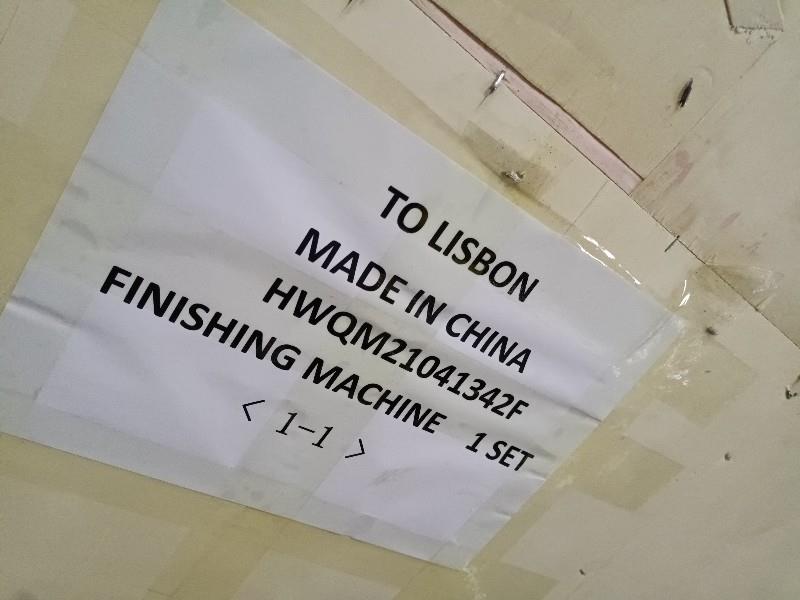 TO LISBON
MADE IN CHINA
HWQM21041342F
FINISHING MACHINE 1 SET
< 1-1 >